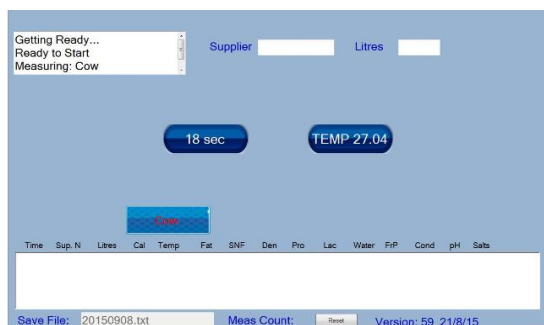 Getting Ready...
Ready to Start
Measuring: Cow
Supplier
Litres
18 sec
TEMP 27.04
Cow
Time Sup. N Litres Cal Temp Fat SNF Den Pro Lac Water FrP Cond pH Salts
Save File: 20150908.txt Meas Count: Reset Version: 59 21/8/15